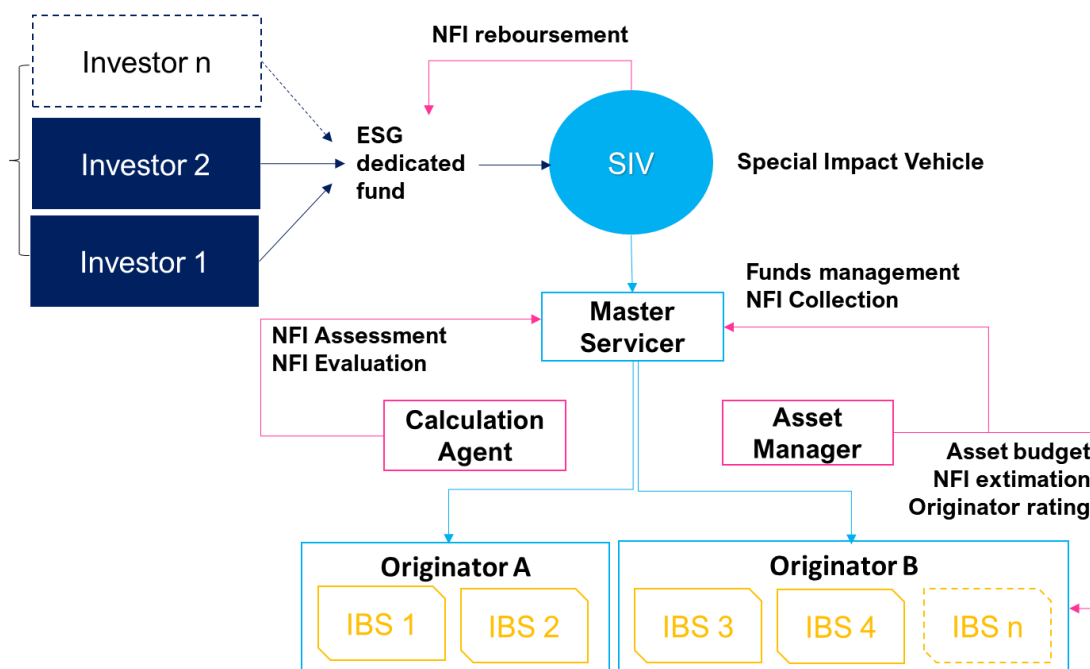 NFI reboursement
Investor n
Investor 2
Investor 1
ESG
dedicated
fund
SIV
Special Impact Vehicle
Funds management
NFI Collection
Master
Servicer
NFI Assessment
NFI Evaluation
Calculation
Agent
Asset
Manager
Asset budget
NFI extimation
Originator rating
Originator A
IBS 1
IBS 2
Originator B
IBS 3
IBS 4
IBS n